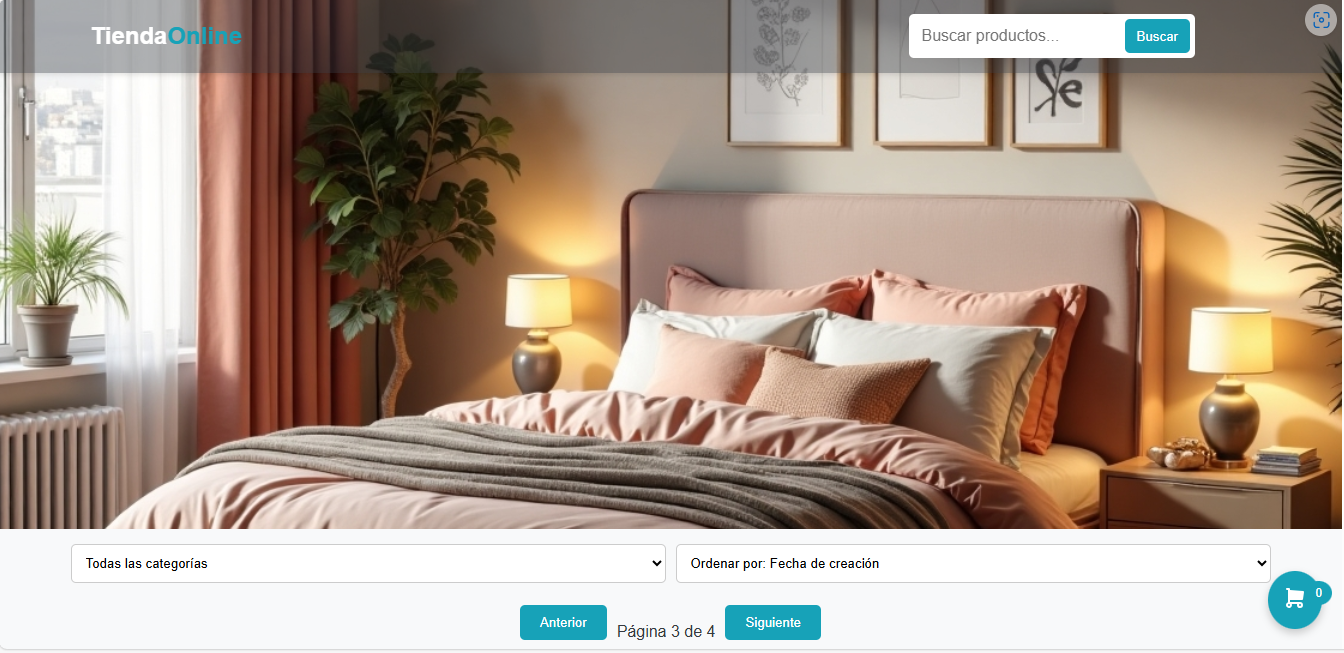 TiendaOnline
Buscar productos...
Buscar
Todas las categorías
Ordenar por: Fecha de creación
0
Anterior
Página 3 de 4
Siguiente